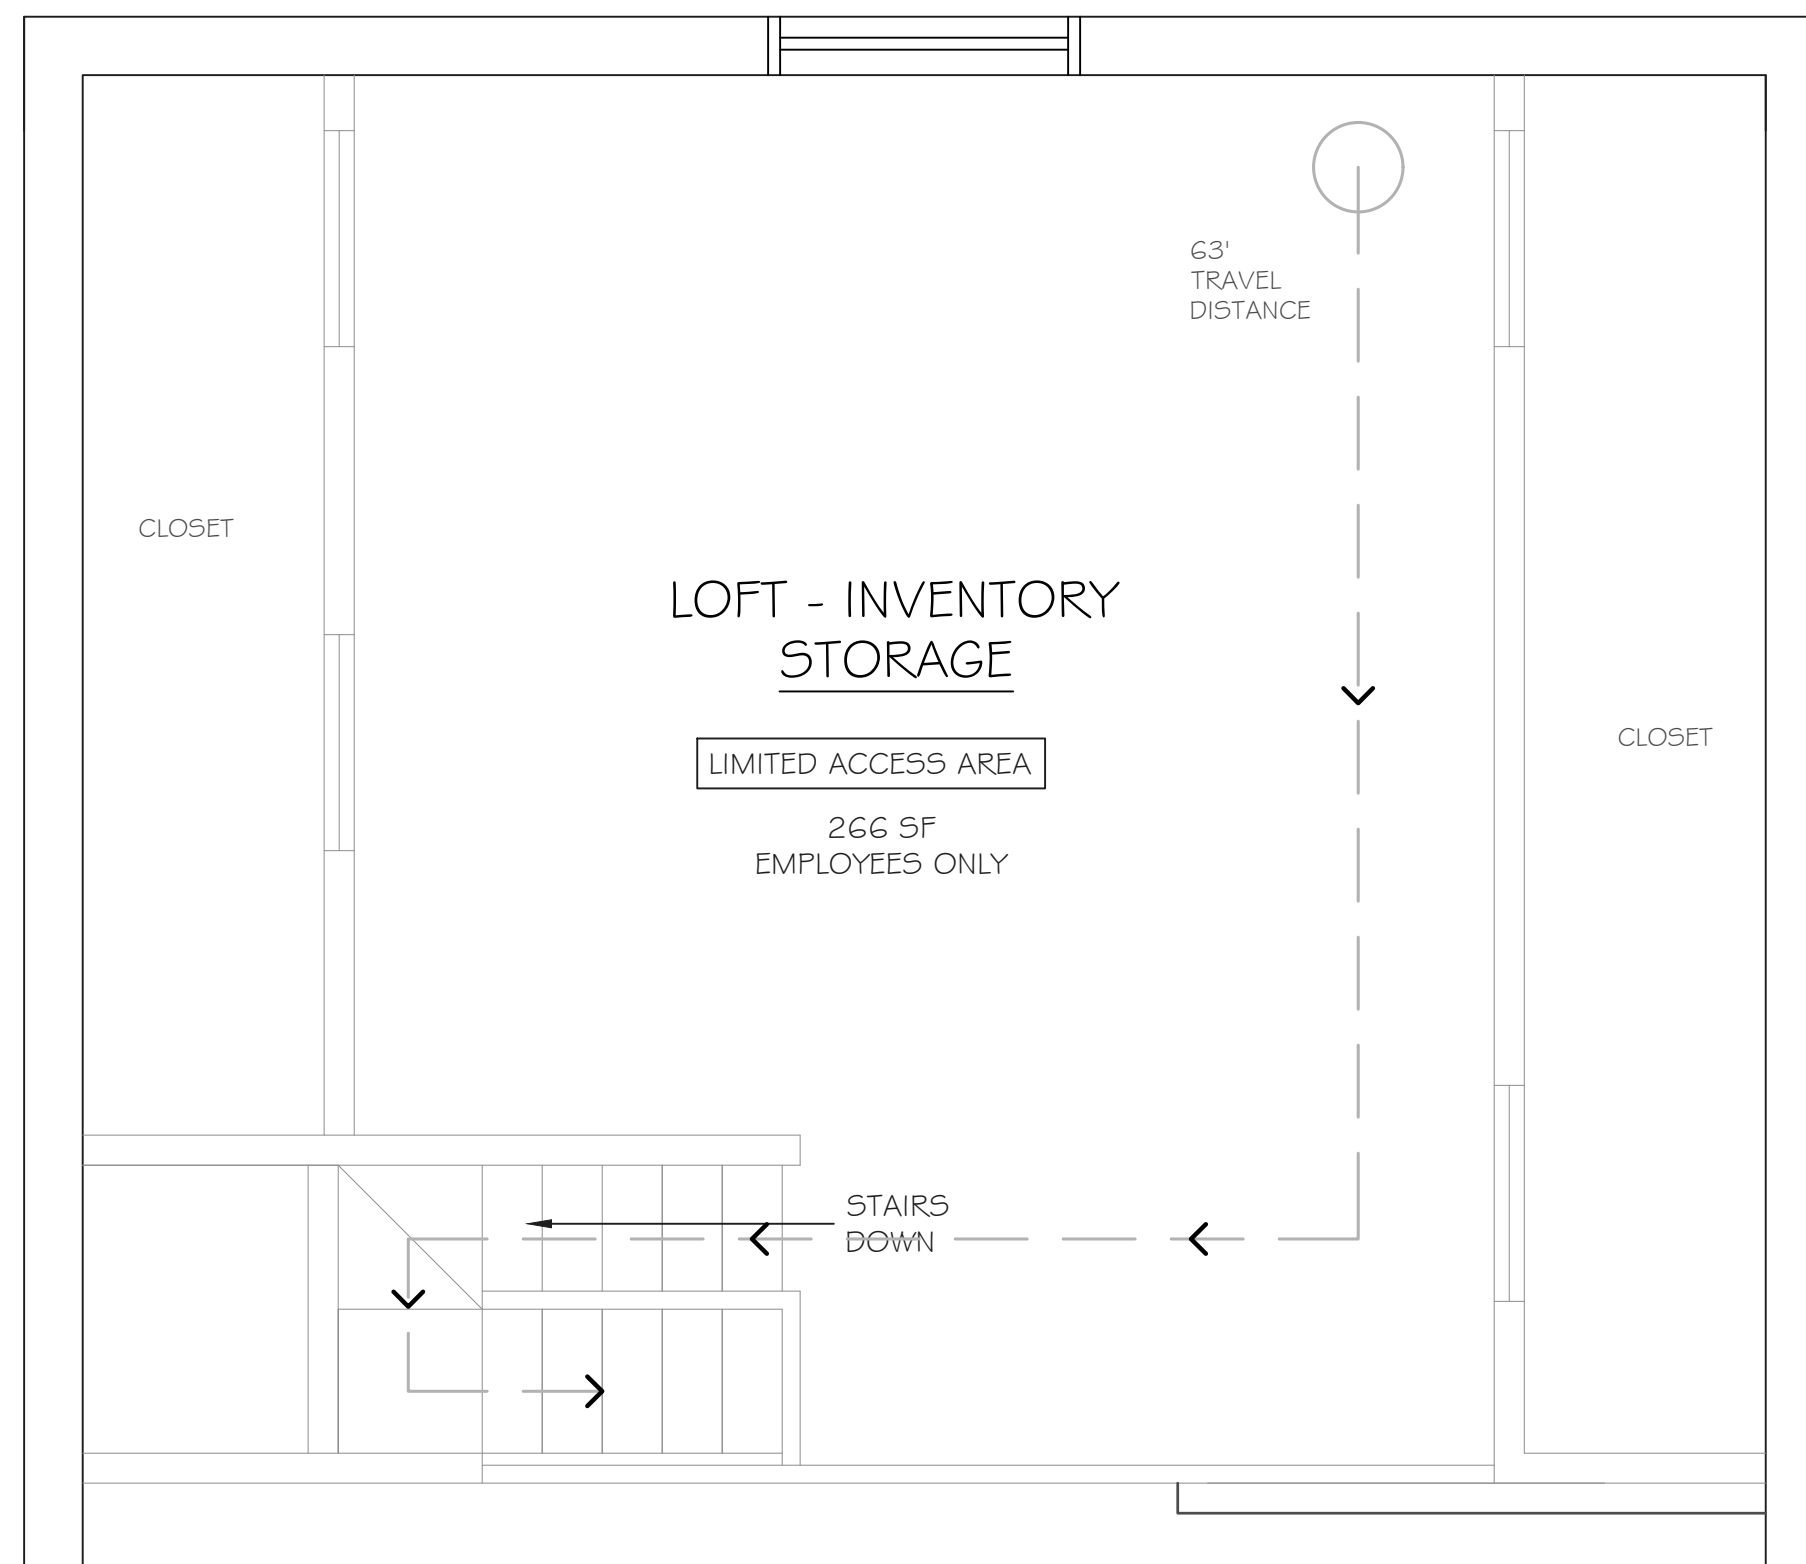 63'
TRAVEL
DISTANCE
CLOSET
LOFT - INVENTORY
STORAGE
LIMITED ACCESS AREA
CLOSET
266 SF
EMPLOYEES ONLY
STAIRS
DOWN